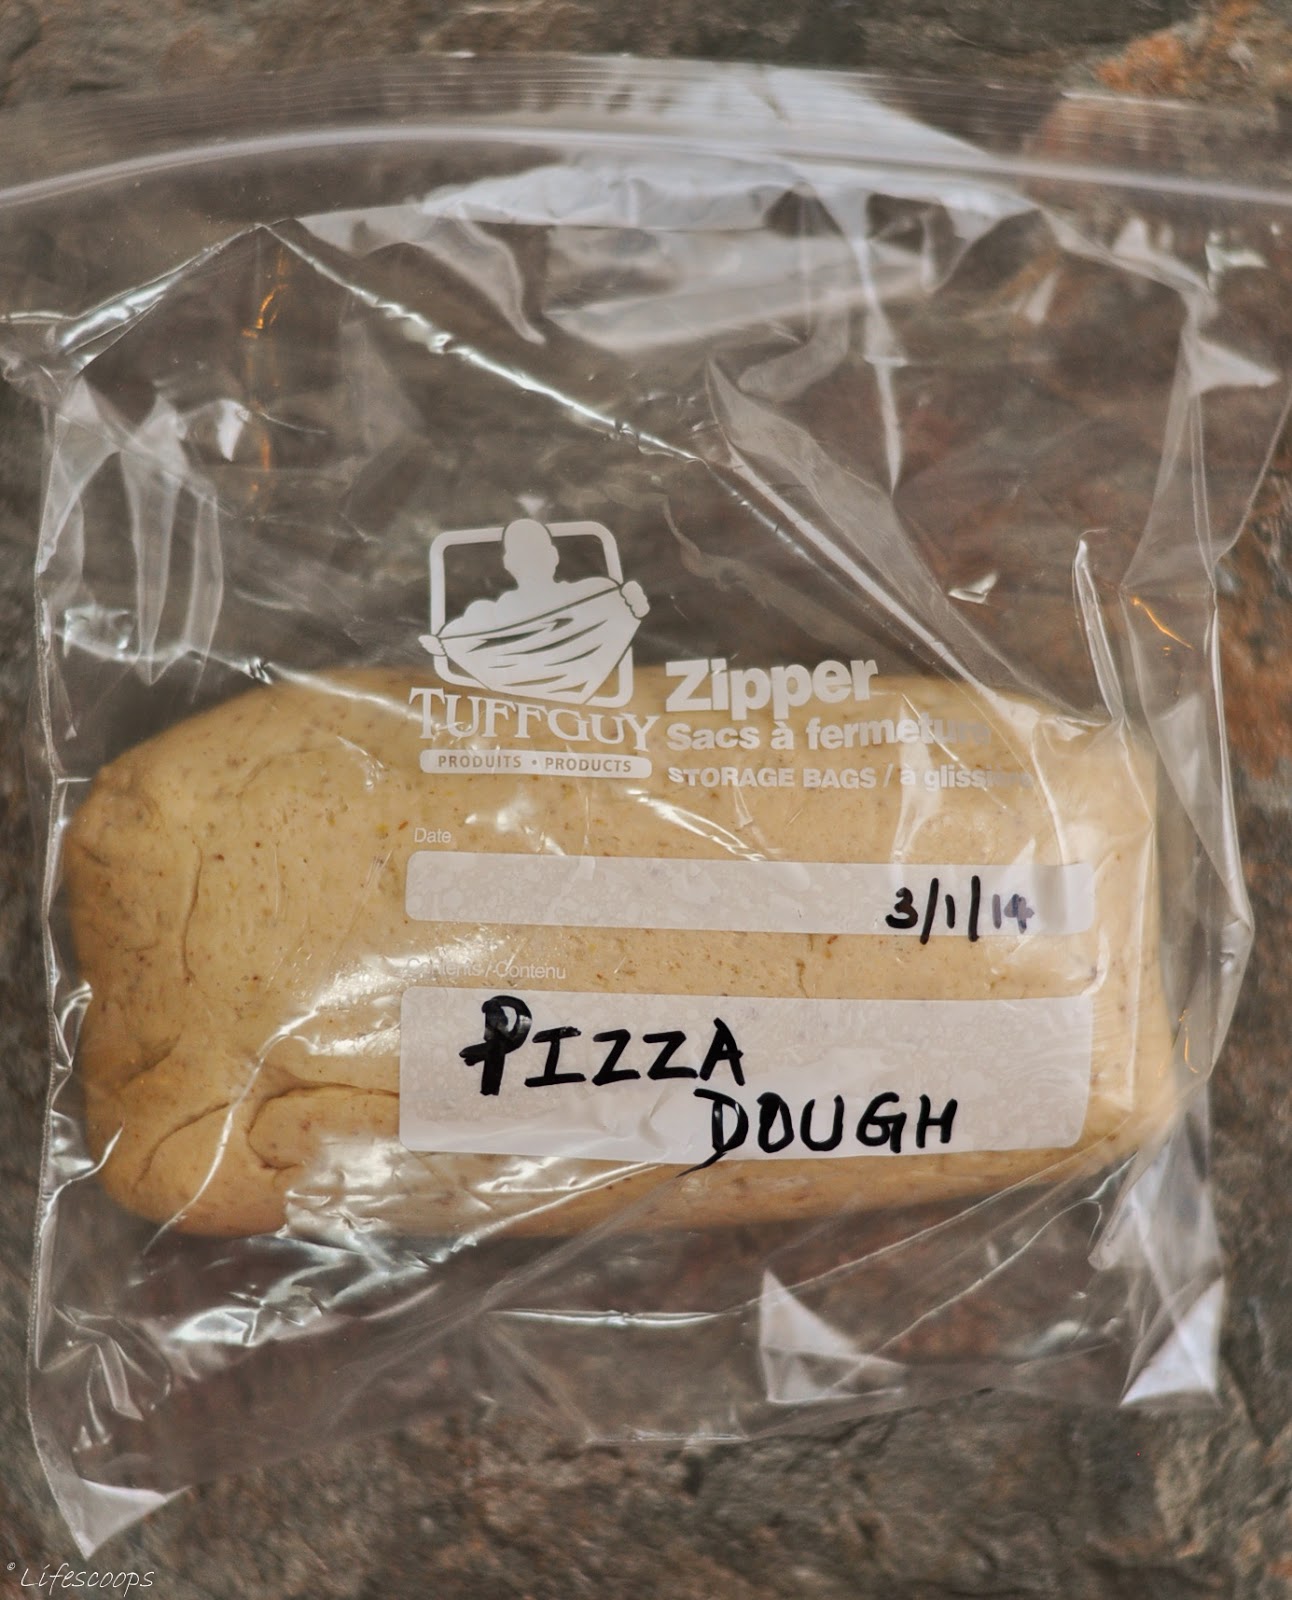 TUFFGUY
PRODUITS • PRODUCTS
Zipper
Sacs à fermeture
STORAGE BAGS / à glissière
Date
3/1/14
Contents / Contenu
PIZZA
DOUGH
© Lifescoops